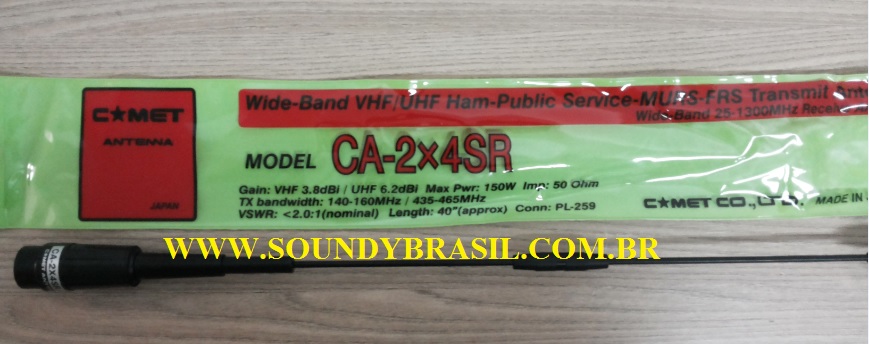 C★MET
ANTENNA
JAPAN
Wide-Band VHF/UHF Ham-Public Service-MURS-FRS Transmit
Wide Band 25-1300MHz
MODEL CA-2×4SR
Gain: VHF 3.8dBi / UHF 6.2dBi Max Pwr: 150W Imp: 50 Ohm
TX bandwidth: 140-160MHz / 435-465MHz
VSWR: <2.0:1(nominal) Length: 40"(approx) Conn: PL-259
C★MET CO., LTD. MADE IN
WWW.SOUNDYBRASIL.COM.BR